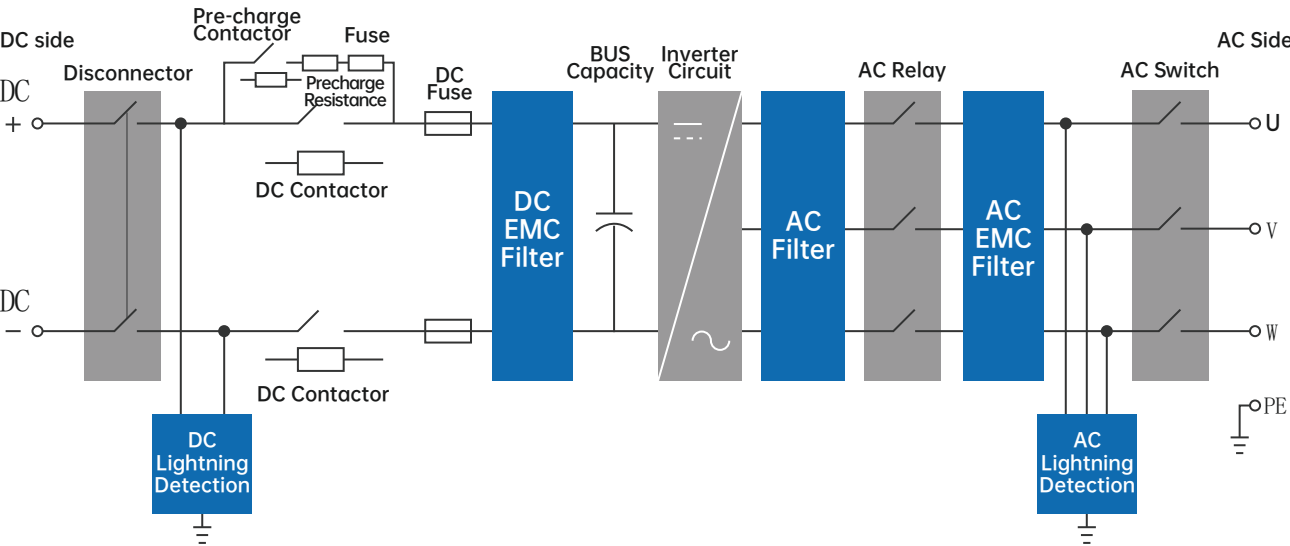 DC side
Pre-charge
Contactor
Fuse
Disconnector
Precharge
Resistance
DC
Fuse
BUS
Capacity
Inverter
Circuit
AC Relay
AC Switch
AC Side
DC
+
DC Contactor
DC
EMC
Filter
AC
Filter
AC
EMC
Filter
U
V
DC
−
DC Contactor
W
PE
DC
Lightning
Detection
AC
Lightning
Detection